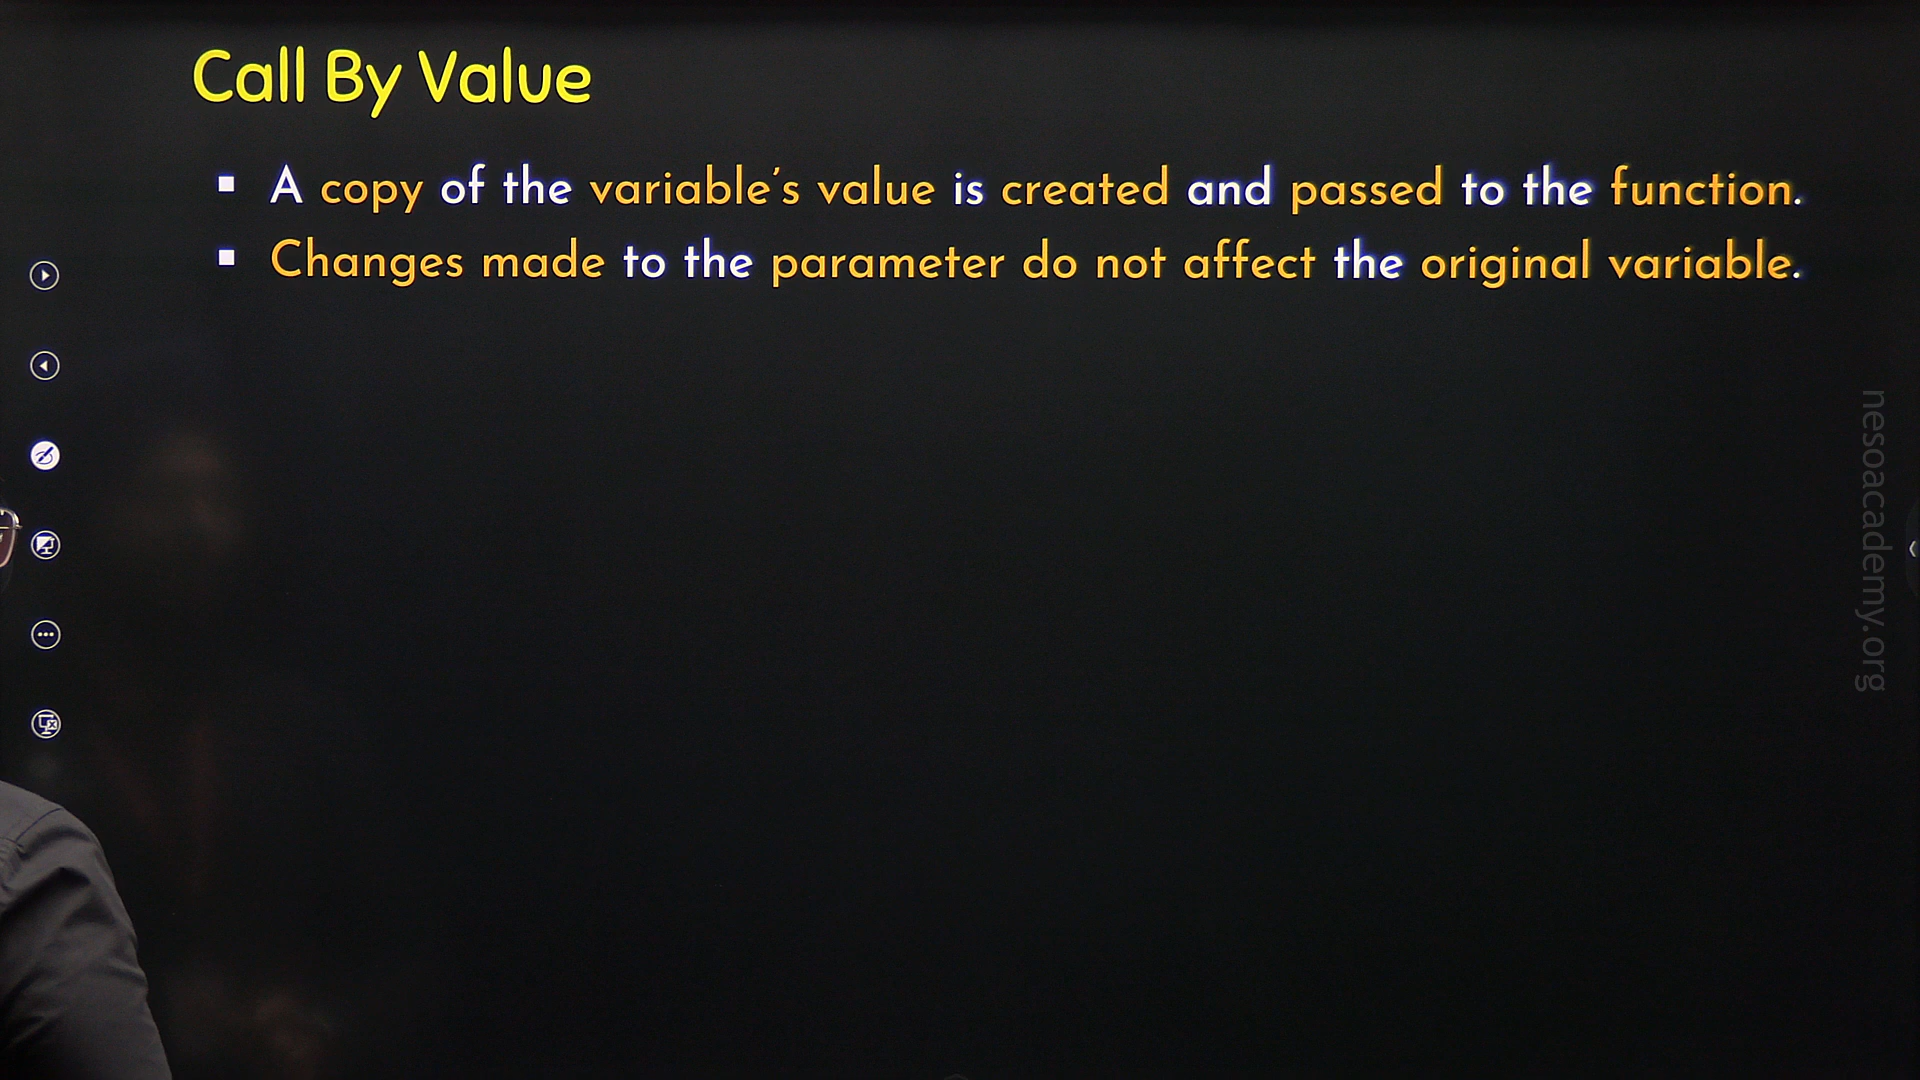 Call By Value
▪ A copy of the variable's value is created and passed to the function.
▪ Changes made to the parameter do not affect the original variable.
nesoacademy.org